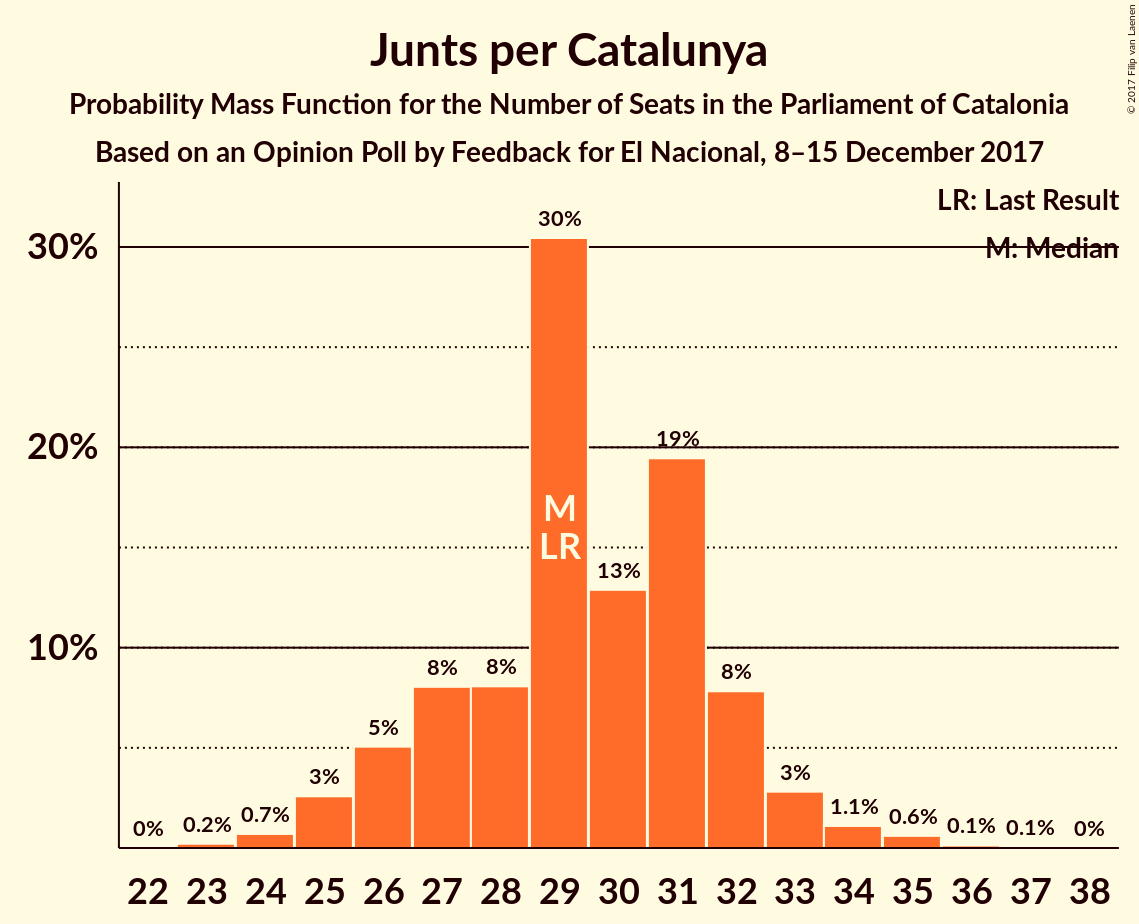 Junts per Catalunya
Probability Mass Function for the Number of Seats in the Parliament of Catalonia
Based on an Opinion Poll by Feedback for El Nacional, 8–15 December 2017
© 2017 Filip van Laenen
LR: Last Result
M: Median
30%
20%
10%
0%
0.2%
0.7%
3%
5%
8%
8%
30%
13%
19%
8%
3%
1.1%
0.6%
0.1%
0.1%
0%
M
LR
22 23 24 25 26 27 28 29 30 31 32 33 34 35 36 37 38